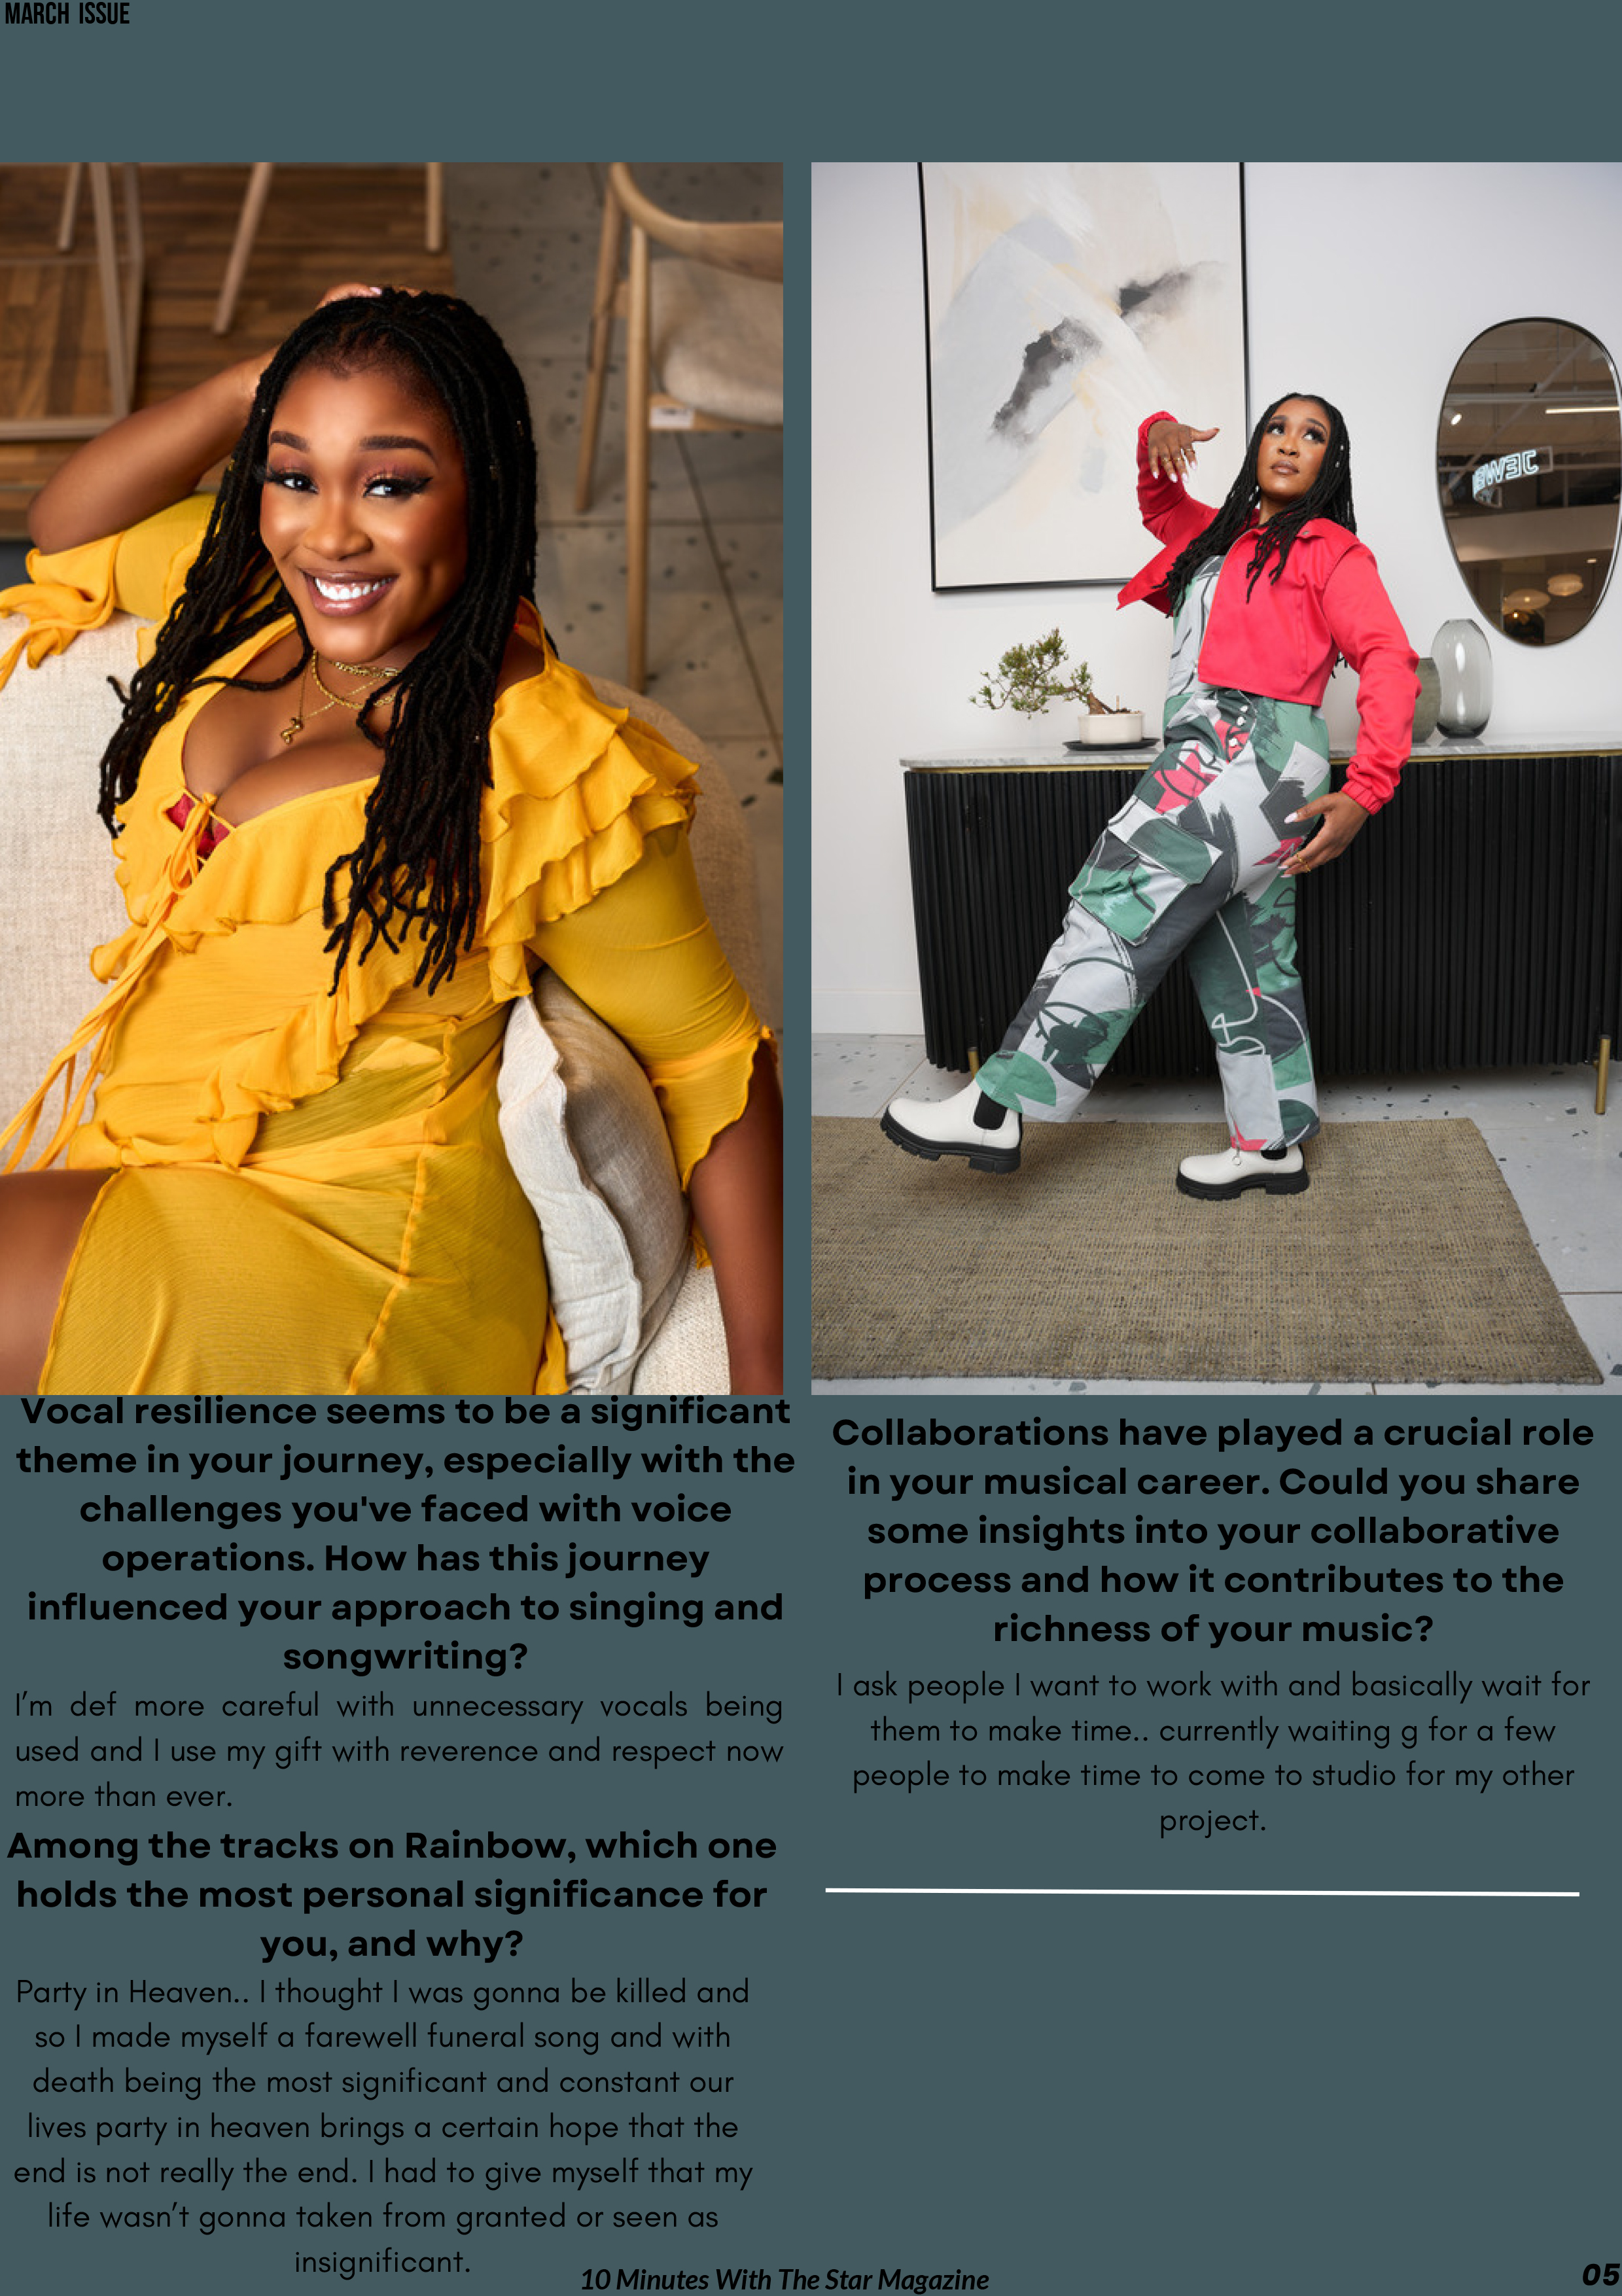 MARCH ISSUE
JEWEL
Vocal resilience seems to be a significant
theme in your journey, especially with the
challenges you've faced with voice
operations. How has this journey
influenced your approach to singing and
songwriting?
I'm def more careful with unnecessary vocals being
used and I use my gift with reverence and respect now
more than ever.
Among the tracks on Rainbow, which one
holds the most personal significance for
you, and why?
Party in Heaven.. I thought I was gonna be killed and
so I made myself a farewell funeral song and with
death being the most significant and constant our
lives party in heaven brings a certain hope that the
end is not really the end. I had to give myself that my
life wasn't gonna taken from granted or seen as
insignificant.
Collaborations have played a crucial role
in your musical career. Could you share
some insights into your collaborative
process and how it contributes to the
richness of your music?
I ask people I want to work with and basically wait for
them to make time.. currently waiting g for a few
people to make time to come to studio for my other
project.
10 Minutes With The Star Magazine
05